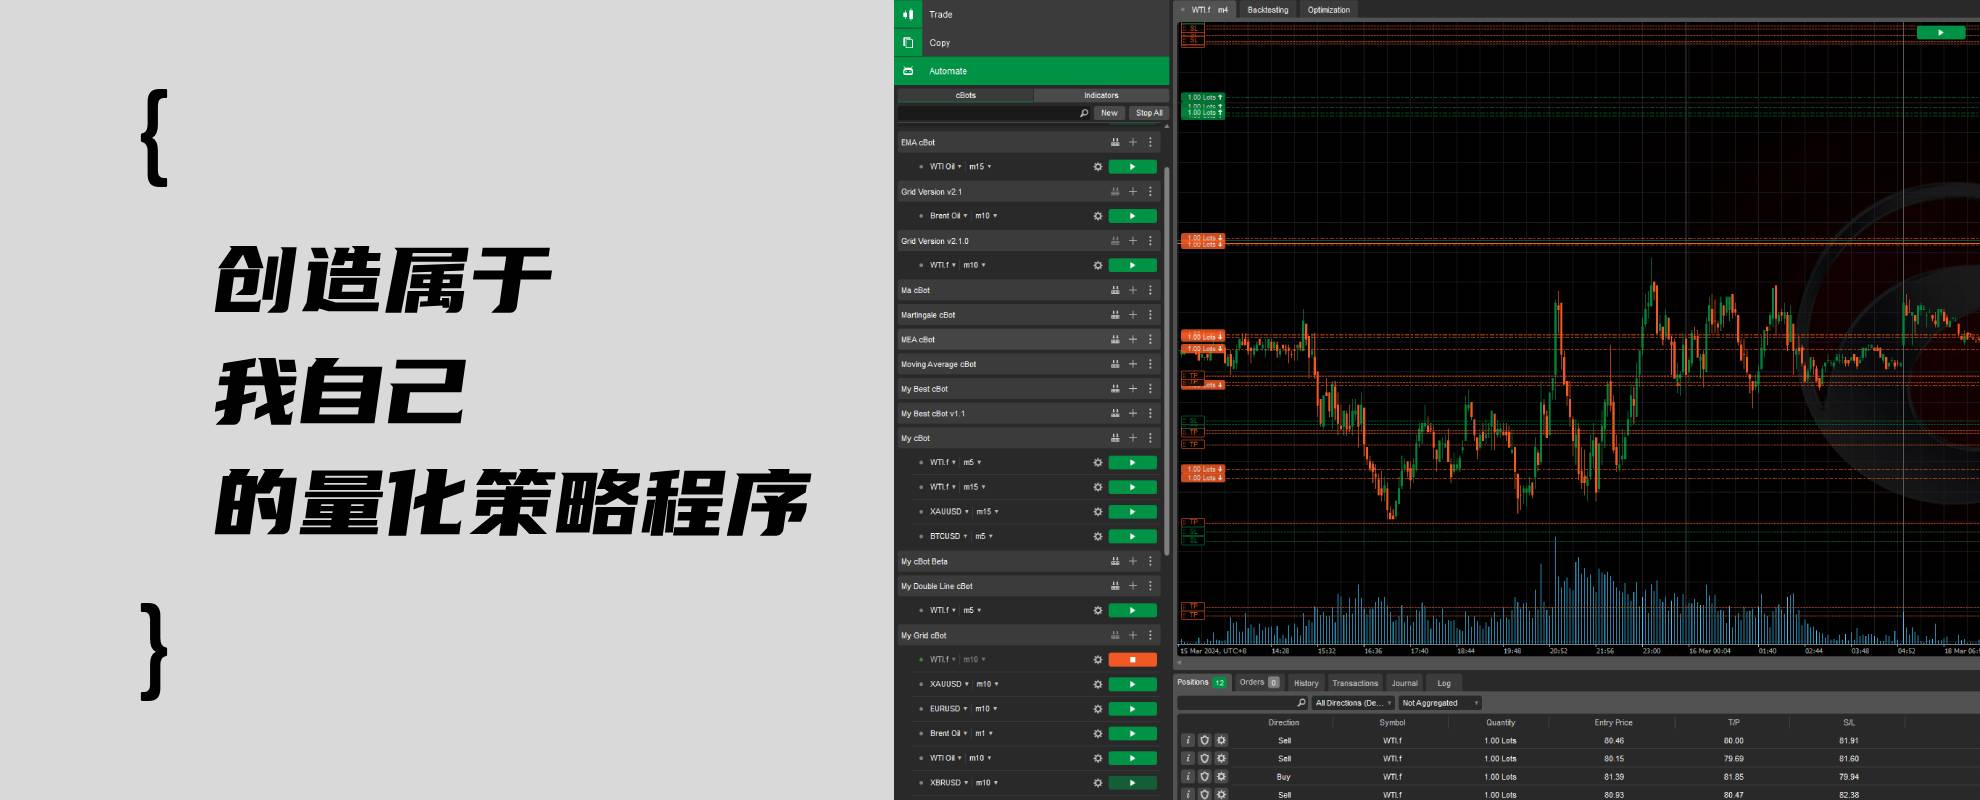 {
创造属于
我自己
的量化策略程序
}
Trade
Copy
Automate
cBots Indicators
New Stop All
EMA cBot
WTI Oil m15
Grid Version v2.1
Brent Oil m10
Grid Version v2.1.0
WTI.f m10
Ma cBot
Martingale cBot
MEA cBot
Moving Average cBot
My Best cBot
My Best cBot v1.1
My cBot
WTI.f m5
WTI.f m15
XAUUSD m15
BTCUSD m5
My cBot Beta
My Double Line cBot
WTI.f m5
My Grid cBot
WTI.f m10
XAUUSD m10
EURUSD m10
Brent Oil m1
WTI Oil m10
XBRUSD m10
WTI.f m4 Backtesting Optimization
SL
SL
1.00 Lots
1.00 Lots
1.00 Lots
1.00 Lots
1.00 Lots
1.00 Lots
1.00 Lots
TP
TP
SL
TP
TP
1.00 Lots
1.00 Lots
TP
SL
SL
TP
TP
15 Mar 2024, UTC+8 14:28 15:32 16:36 17:40 18:44 19:48 20:52 21:56 23:00 16 Mar 00:04 01:40 02:44 03:48 04:52 18 Mar
Positions 12 Orders 0 History Transactions Journal Log
All Directions (De... Not Aggregated
Direction Symbol Quantity Entry Price T/P S/L
Sell WTI.f 1.00 Lots 80.46 80.00 81.91
Sell WTI.f 1.00 Lots 80.15 79.69 81.60
Buy WTI.f 1.00 Lots 81.39 81.85 79.94
Sell WTI.f 1.00 Lots 80.93 80.47 82.38